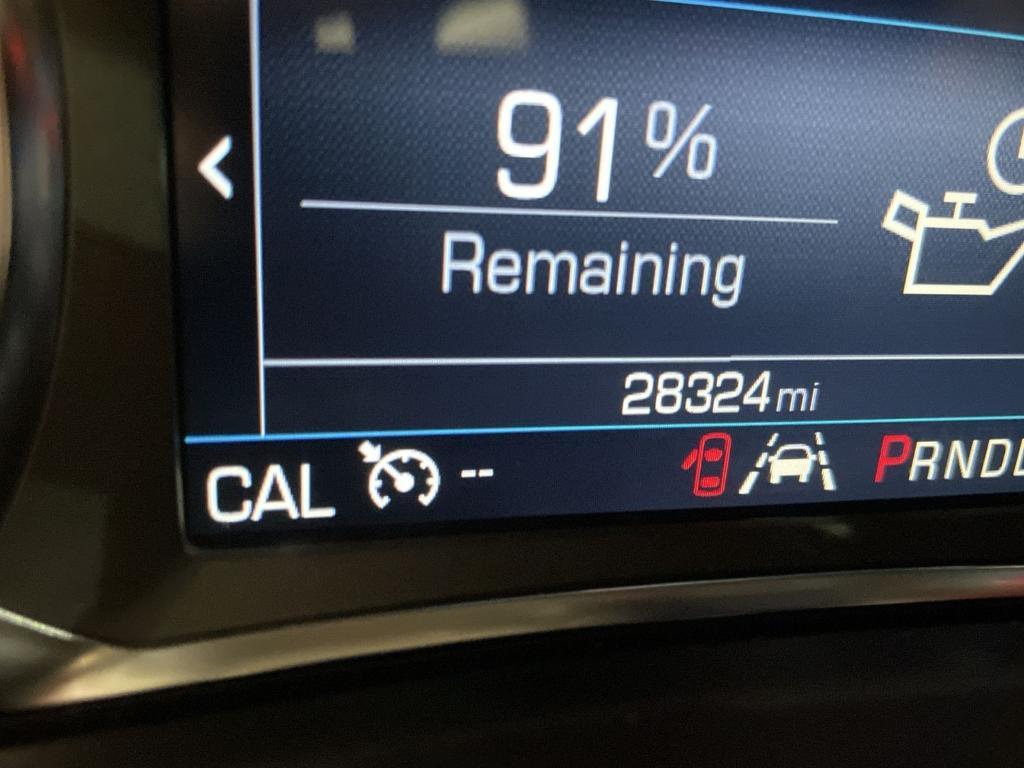 91%
Remaining
28324mi
CAL -- PRND